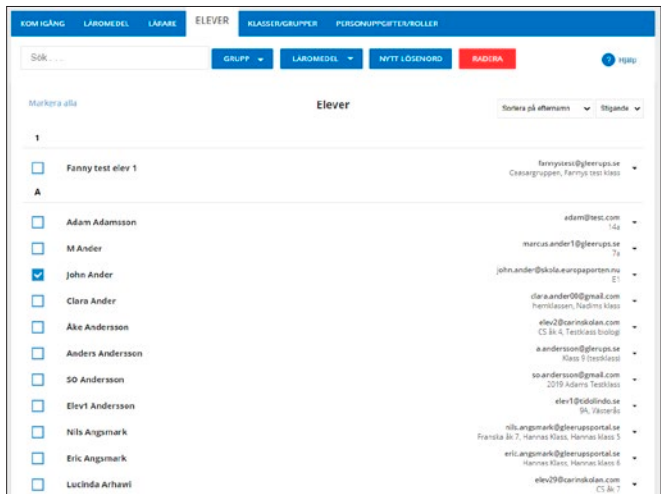 KOM IGÅNG LÄROMEDEL LÄRARE ELEVER KLASSER/GRUPPER PERSONUPPGIFTER/ROLLER
Sök....
GRUPP LÄROMEDEL NYTT LÖSENORD RADERA ? Hjälp
Markera alla Elever Sortera på efternamn Stigande
1
Fanny test elev 1 fannystest@gleerups.se
Ceasargruppen, Fannys test klass
A
Adam Adamsson adam@test.com
14a
M Ander marcus.ander1@gleerups.se
7a
John Ander john.ander@skola.europaporten.nu
E1
Clara Ander clara.ander00@gmail.com
hemklassen, Nadims klass
Åke Andersson elev2@carinskolan.com
CS åk 4, Testklass biologi
Anders Andersson a.andersson@glerups.se
Klass 9 (testklass)
SO Andersson so.andersson@gmail.com
2019 Adams Testklass
Elev1 Andersson elev1@tidolindo.se
9A, Västerås
Nils Angsmark nils.angsmark@gleerupsportal.se
Franska åk 7, Hannas Klass, Hannas klass 5
Eric Angsmark eric.angsmark@gleerupsportal.se
Hannas Klass, Hannas klass 6
Lucinda Arhawi elev29@carinskolan.com
CS åk 7